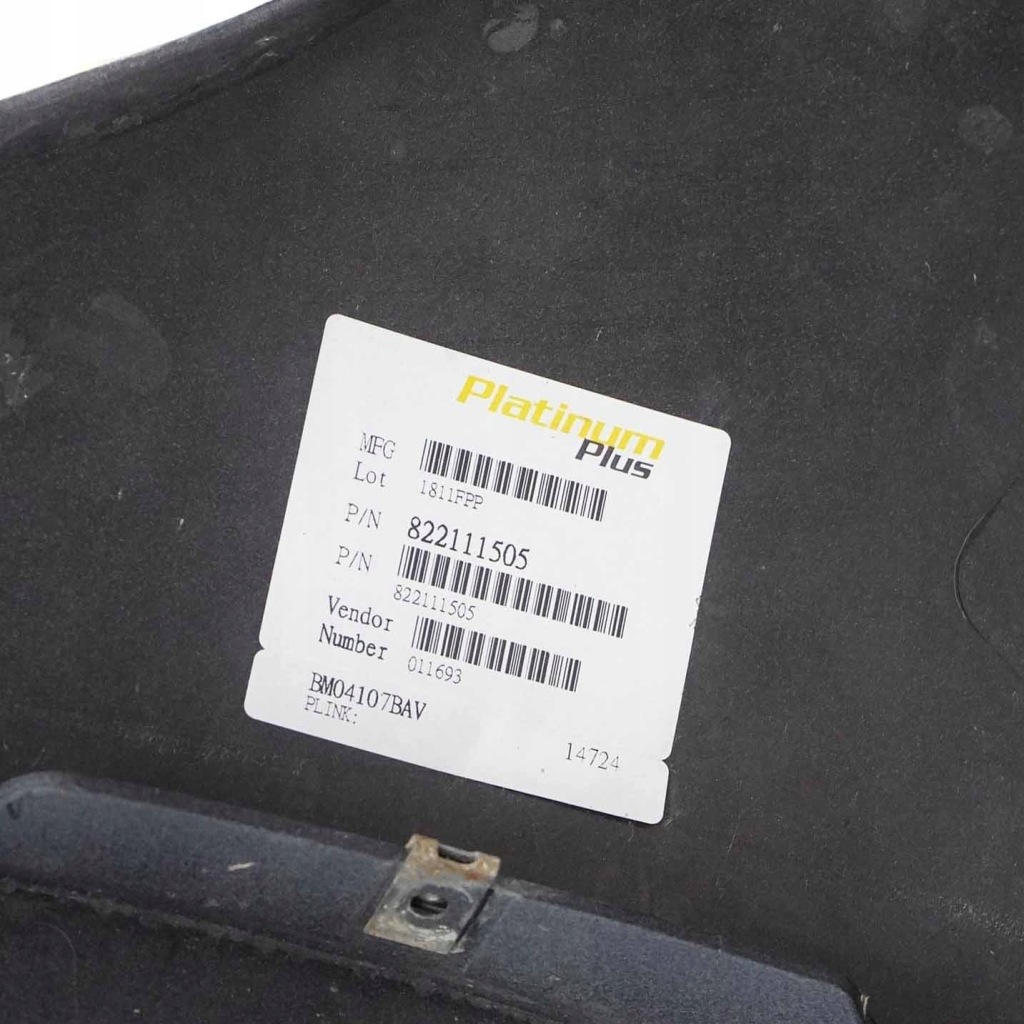 Platinum
Plus
MFG
Lot
1811FPP
P/N 822111505
P/N
822111505
Vendor
Number
011693
BM04107BAV
PLINK:
14724